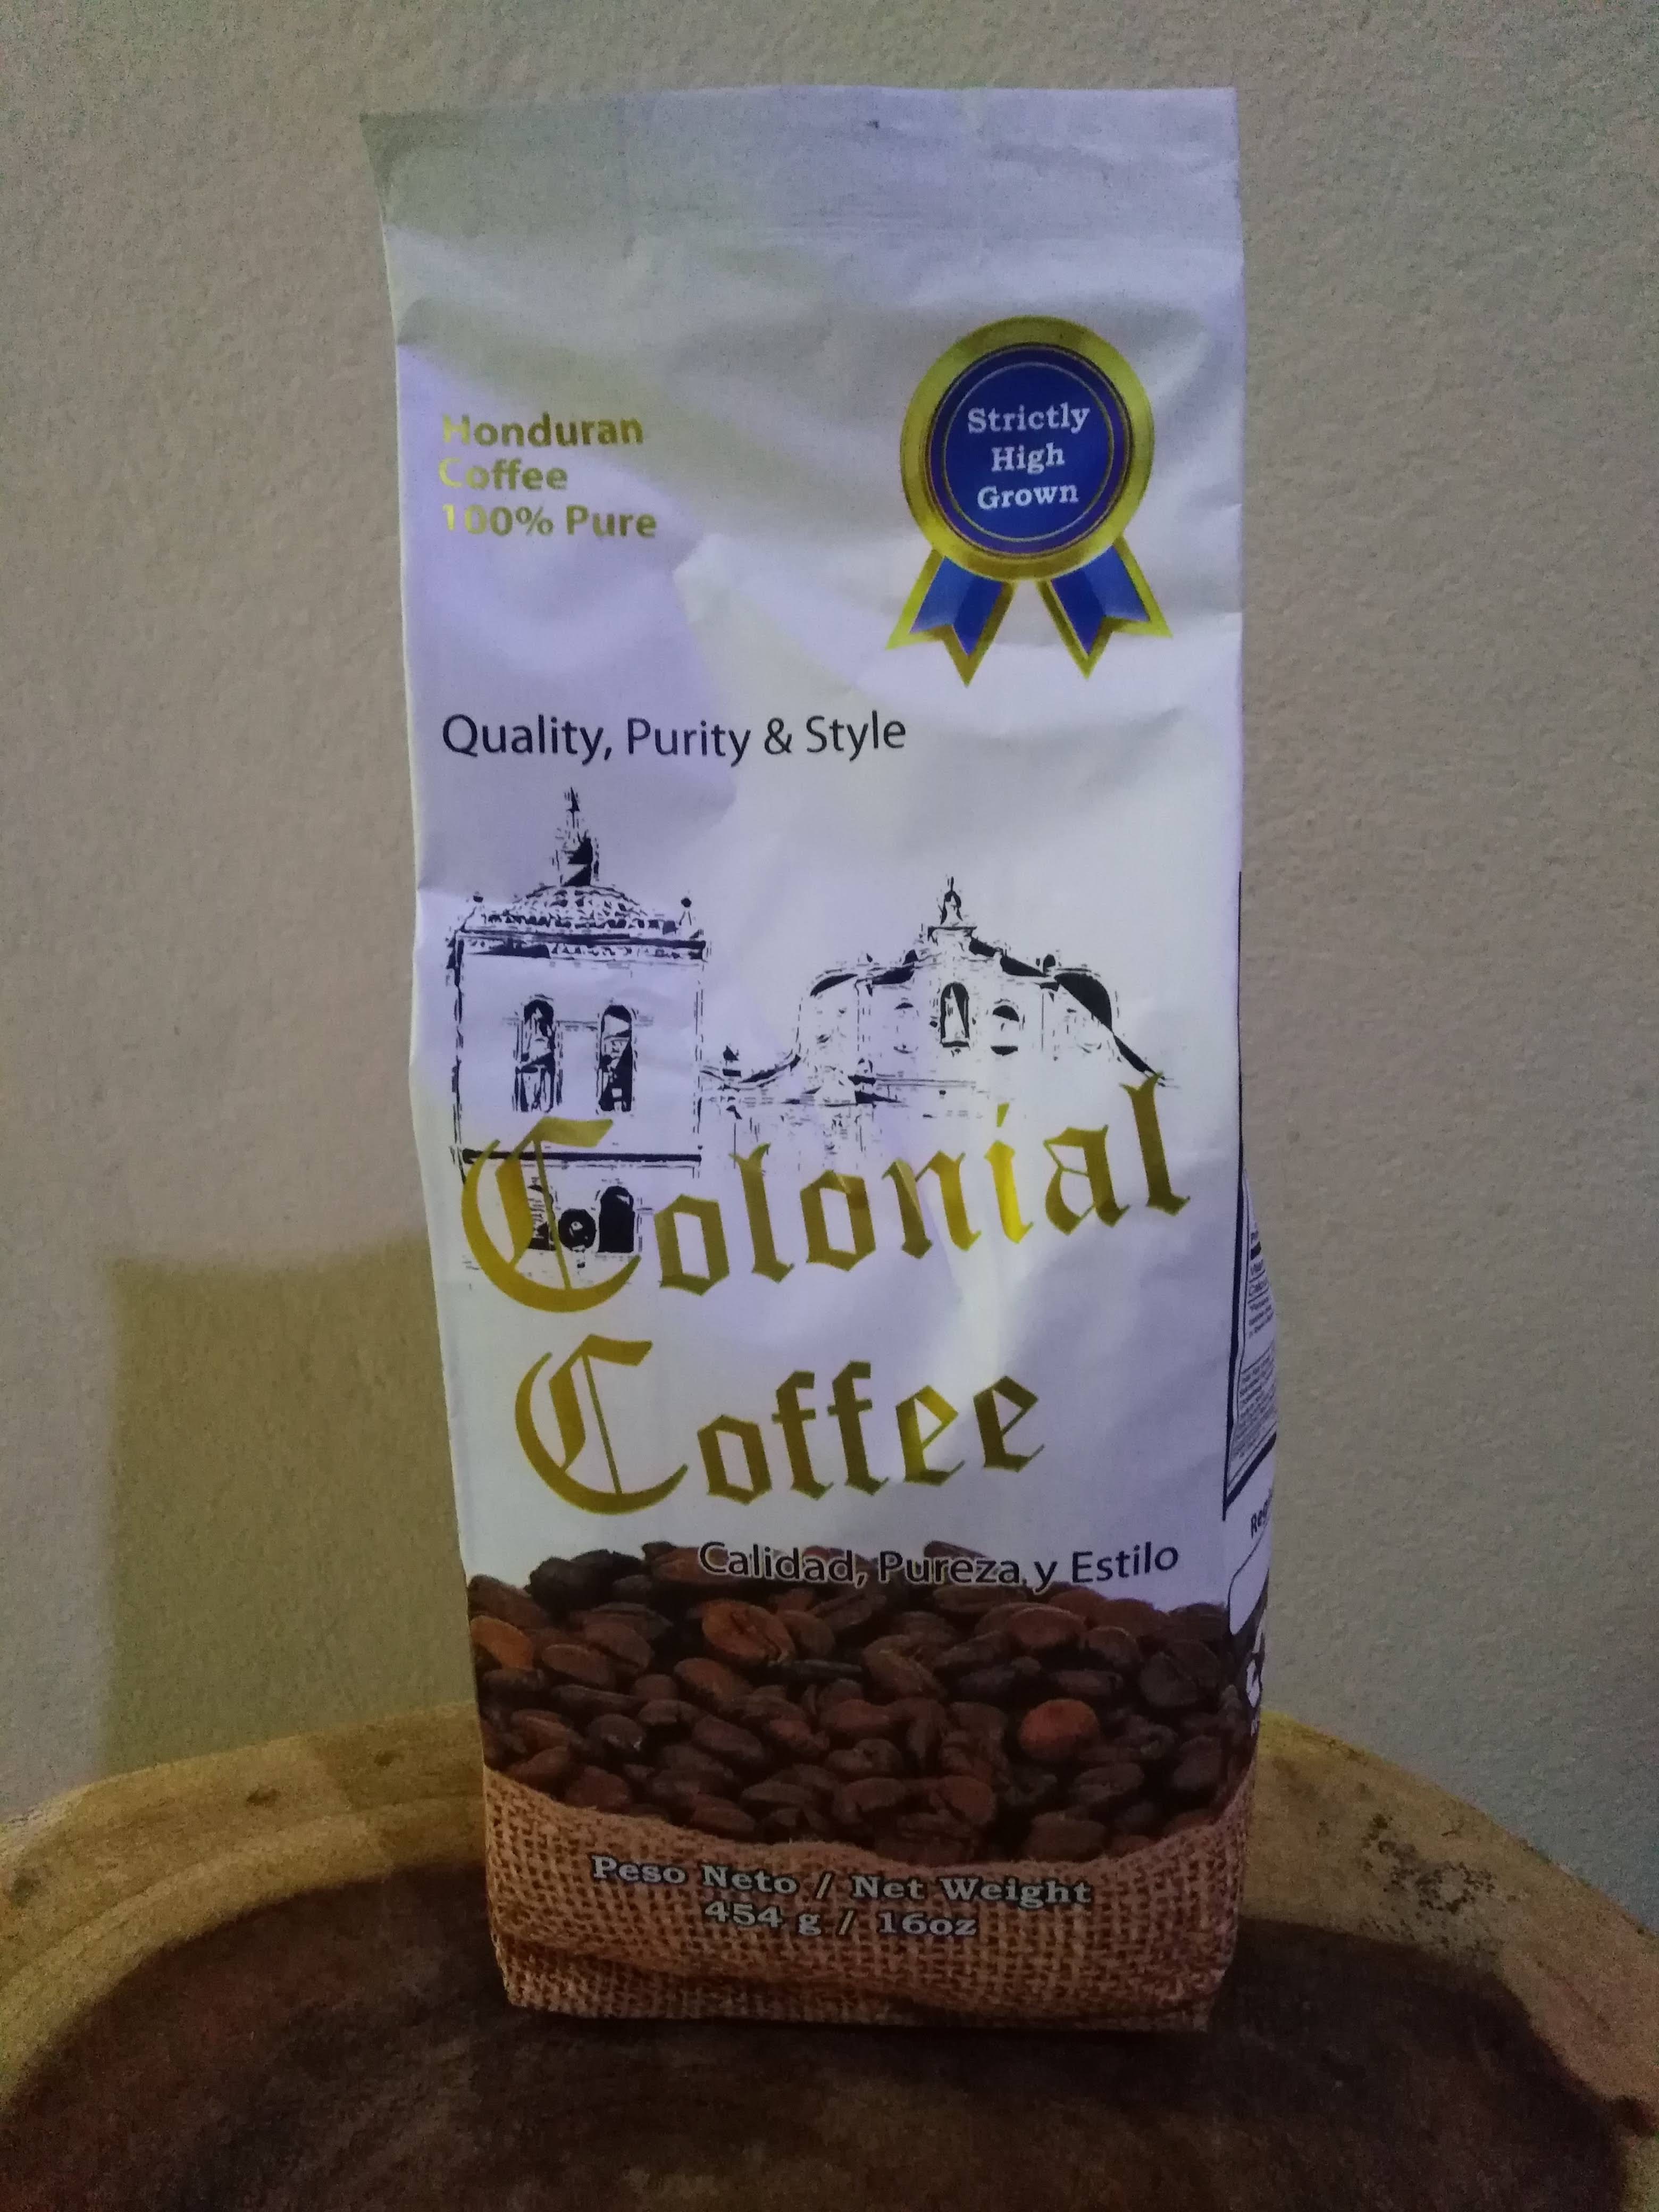 Honduran
Coffee
100% Pure
Strictly
High
Grown
Quality, Purity & Style
Colonial
Coffee
Calidad, Pureza y Estilo
Peso Neto / Net Weight
454 g / 16oz